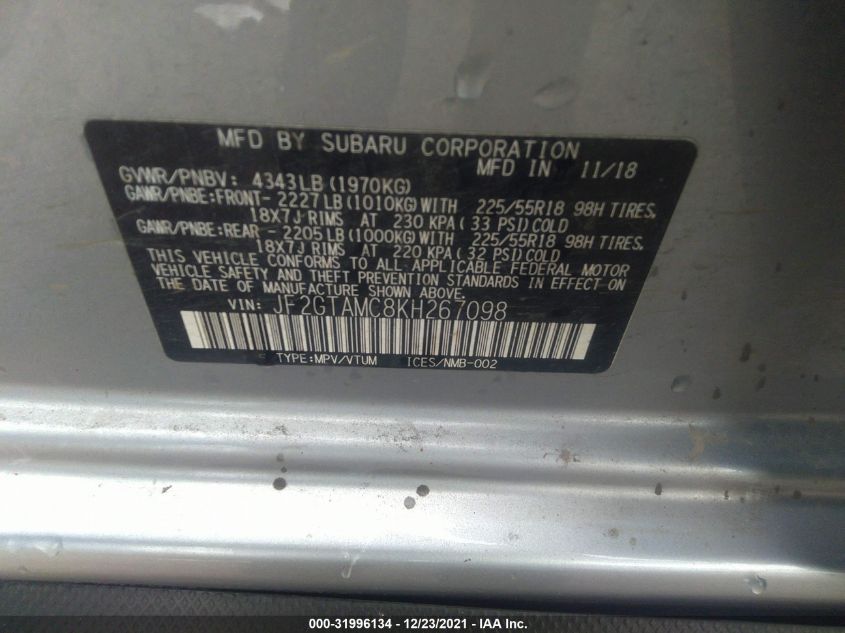 MFD BY SUBARU CORPORATION
MFD IN 11/18
GVWR/PNBV: 4343LB (1970KG)
GAWR/PNBE:FRONT- 2227LB (1010KG) WITH 225/55R18 98H TIRES,
18X7J RIMS AT 230 KPA( 33 PSI) COLD
GAWR/PNBE:REAR - 2205LB (1000KG) WITH 225/55R18 98H TIRES,
18X7J RIMS AT 220 KPA( 32 PSI) COLD
THIS VEHICLE CONFORMS TO ALL APPLICABLE FEDERAL MOTOR
VEHICLE SAFETY AND THEFT PREVENTION STANDARDS IN EFFECT ON
THE DATE OF MANUFACTURE SHOWN ABOVE.
VIN: JF2GTAMC8KH267098
TYPE:MPV/VTUM ICES/NMB-002
000-31996134 - 12/23/2021 - IAA Inc.